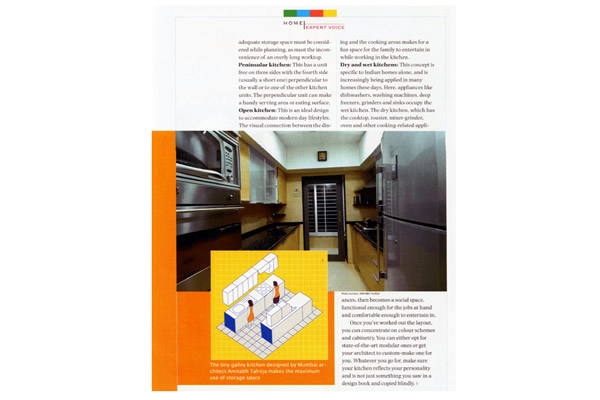 HOME EXPERT VOICE
adequate storage space must be consid-
ered while planning, as must the incon-
venience of an overly long worktop.
Peninsular kitchen: This has a unit
free on three sides with the fourth side
(usually a short one) perpendicular to
the wall or to one of the other kitchen
units. The perpendicular unit can make
a handy serving area or eating surface.
Open kitchen: This is an ideal design
to accommodate modern day lifestyles.
The visual connection between the din-
ing and the cooking areas makes for a
fun space for the family to entertain in
while working in the kitchen.
Dry and wet kitchens: This concept is
specific to Indian homes alone, and is
increasingly being applied in many
homes these days. Here, appliances like
dishwashers, washing machines, deep
freezers, grinders and sinks occupy the
wet kitchen. The dry kitchen, which has
the cooktop, toaster, mixer-grinder,
oven and other cooking-related appli-
ances, then becomes a social space,
functional enough for the jobs at hand
and comfortable enough to entertain in.
Once you've worked out the layout,
you can concentrate on colour schemes
and cabinetry. You can either opt for
state-of-the-art modular ones or get
your architect to custom-make one for
you. Whatever you go for, make sure
your kitchen reflects your personality
and is not just something you saw in a
design book and copied blindly.
The tiny galley kitchen designed by Mumbai ar-
chitect Amitabh Talreja makes the maximum
use of storage space